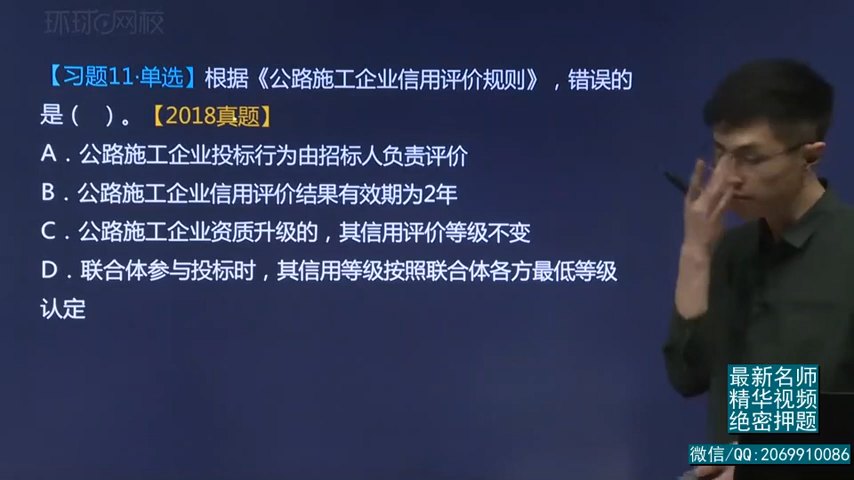 环球网校
【习题11·单选】根据《公路施工企业信用评价规则》，错误的
是（ ）。【2018真题】
A．公路施工企业投标行为由招标人负责评价
B．公路施工企业信用评价结果有效期为2年
C．公路施工企业资质升级的，其信用评价等级不变
D．联合体参与投标时，其信用等级按照联合体各方最低等级
认定
最新名师
精华视频
绝密押题
微信/QQ:2069910086